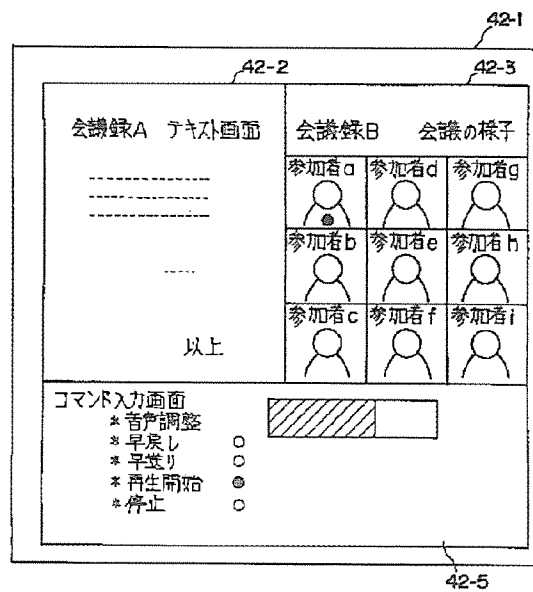 42-1
42-2
42-3
会議録A テキスト画面
会議録B 会議の様子
参加者a 参加者d 参加者g
参加者b 参加者e 参加者h
参加者c 参加者f 参加者i
以上
コマンド入力画面
*音声調整
*早戻し
*早送り
*再生開始
*停止
42-5